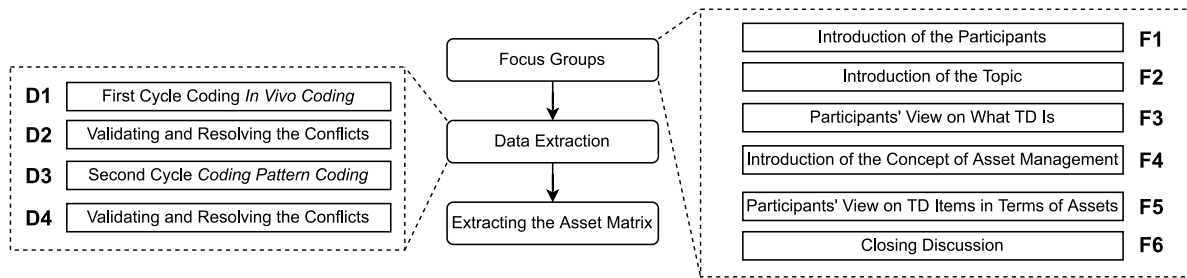 Focus Groups
Data Extraction
Extracting the Asset Matrix
D1 First Cycle Coding In Vivo Coding
D2 Validating and Resolving the Conflicts
D3 Second Cycle Coding Pattern Coding
D4 Validating and Resolving the Conflicts
Introduction of the Participants F1
Introduction of the Topic F2
Participants' View on What TD Is F3
Introduction of the Concept of Asset Management F4
Participants' View on TD Items in Terms of Assets F5
Closing Discussion F6